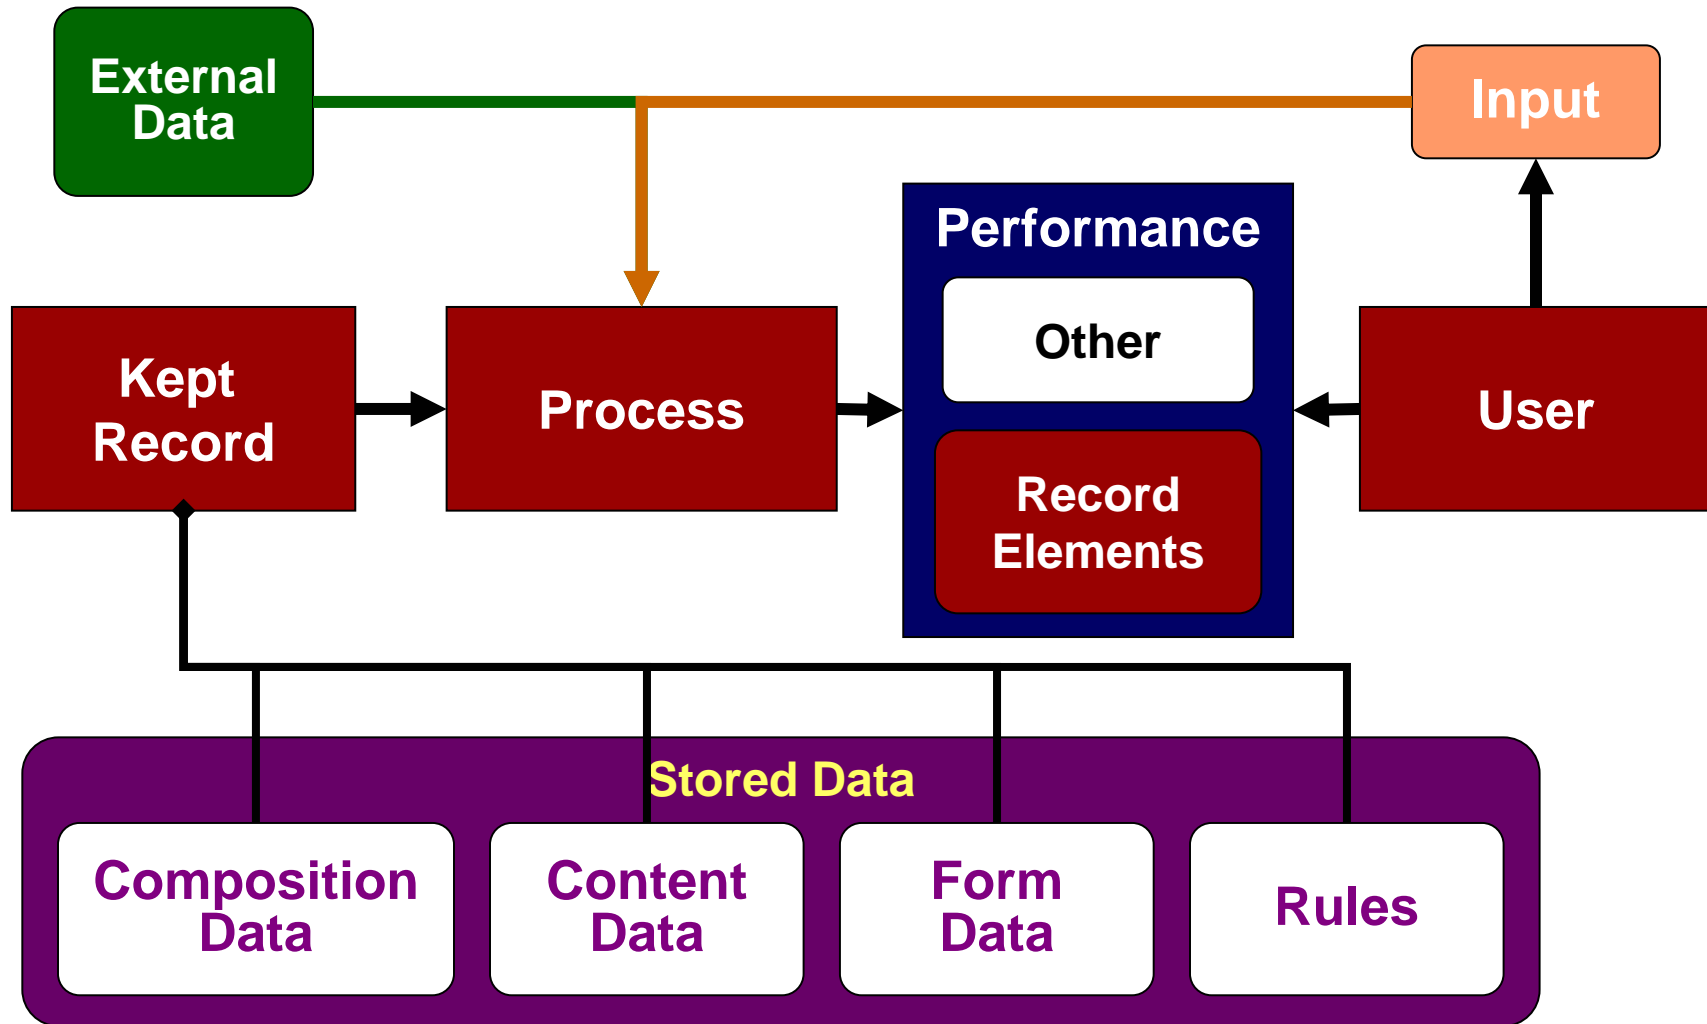 External
Data
Input
Performance
Other
Kept
Record
Process
User
Record
Elements
Stored Data
Composition
Data
Content
Data
Form
Data
Rules